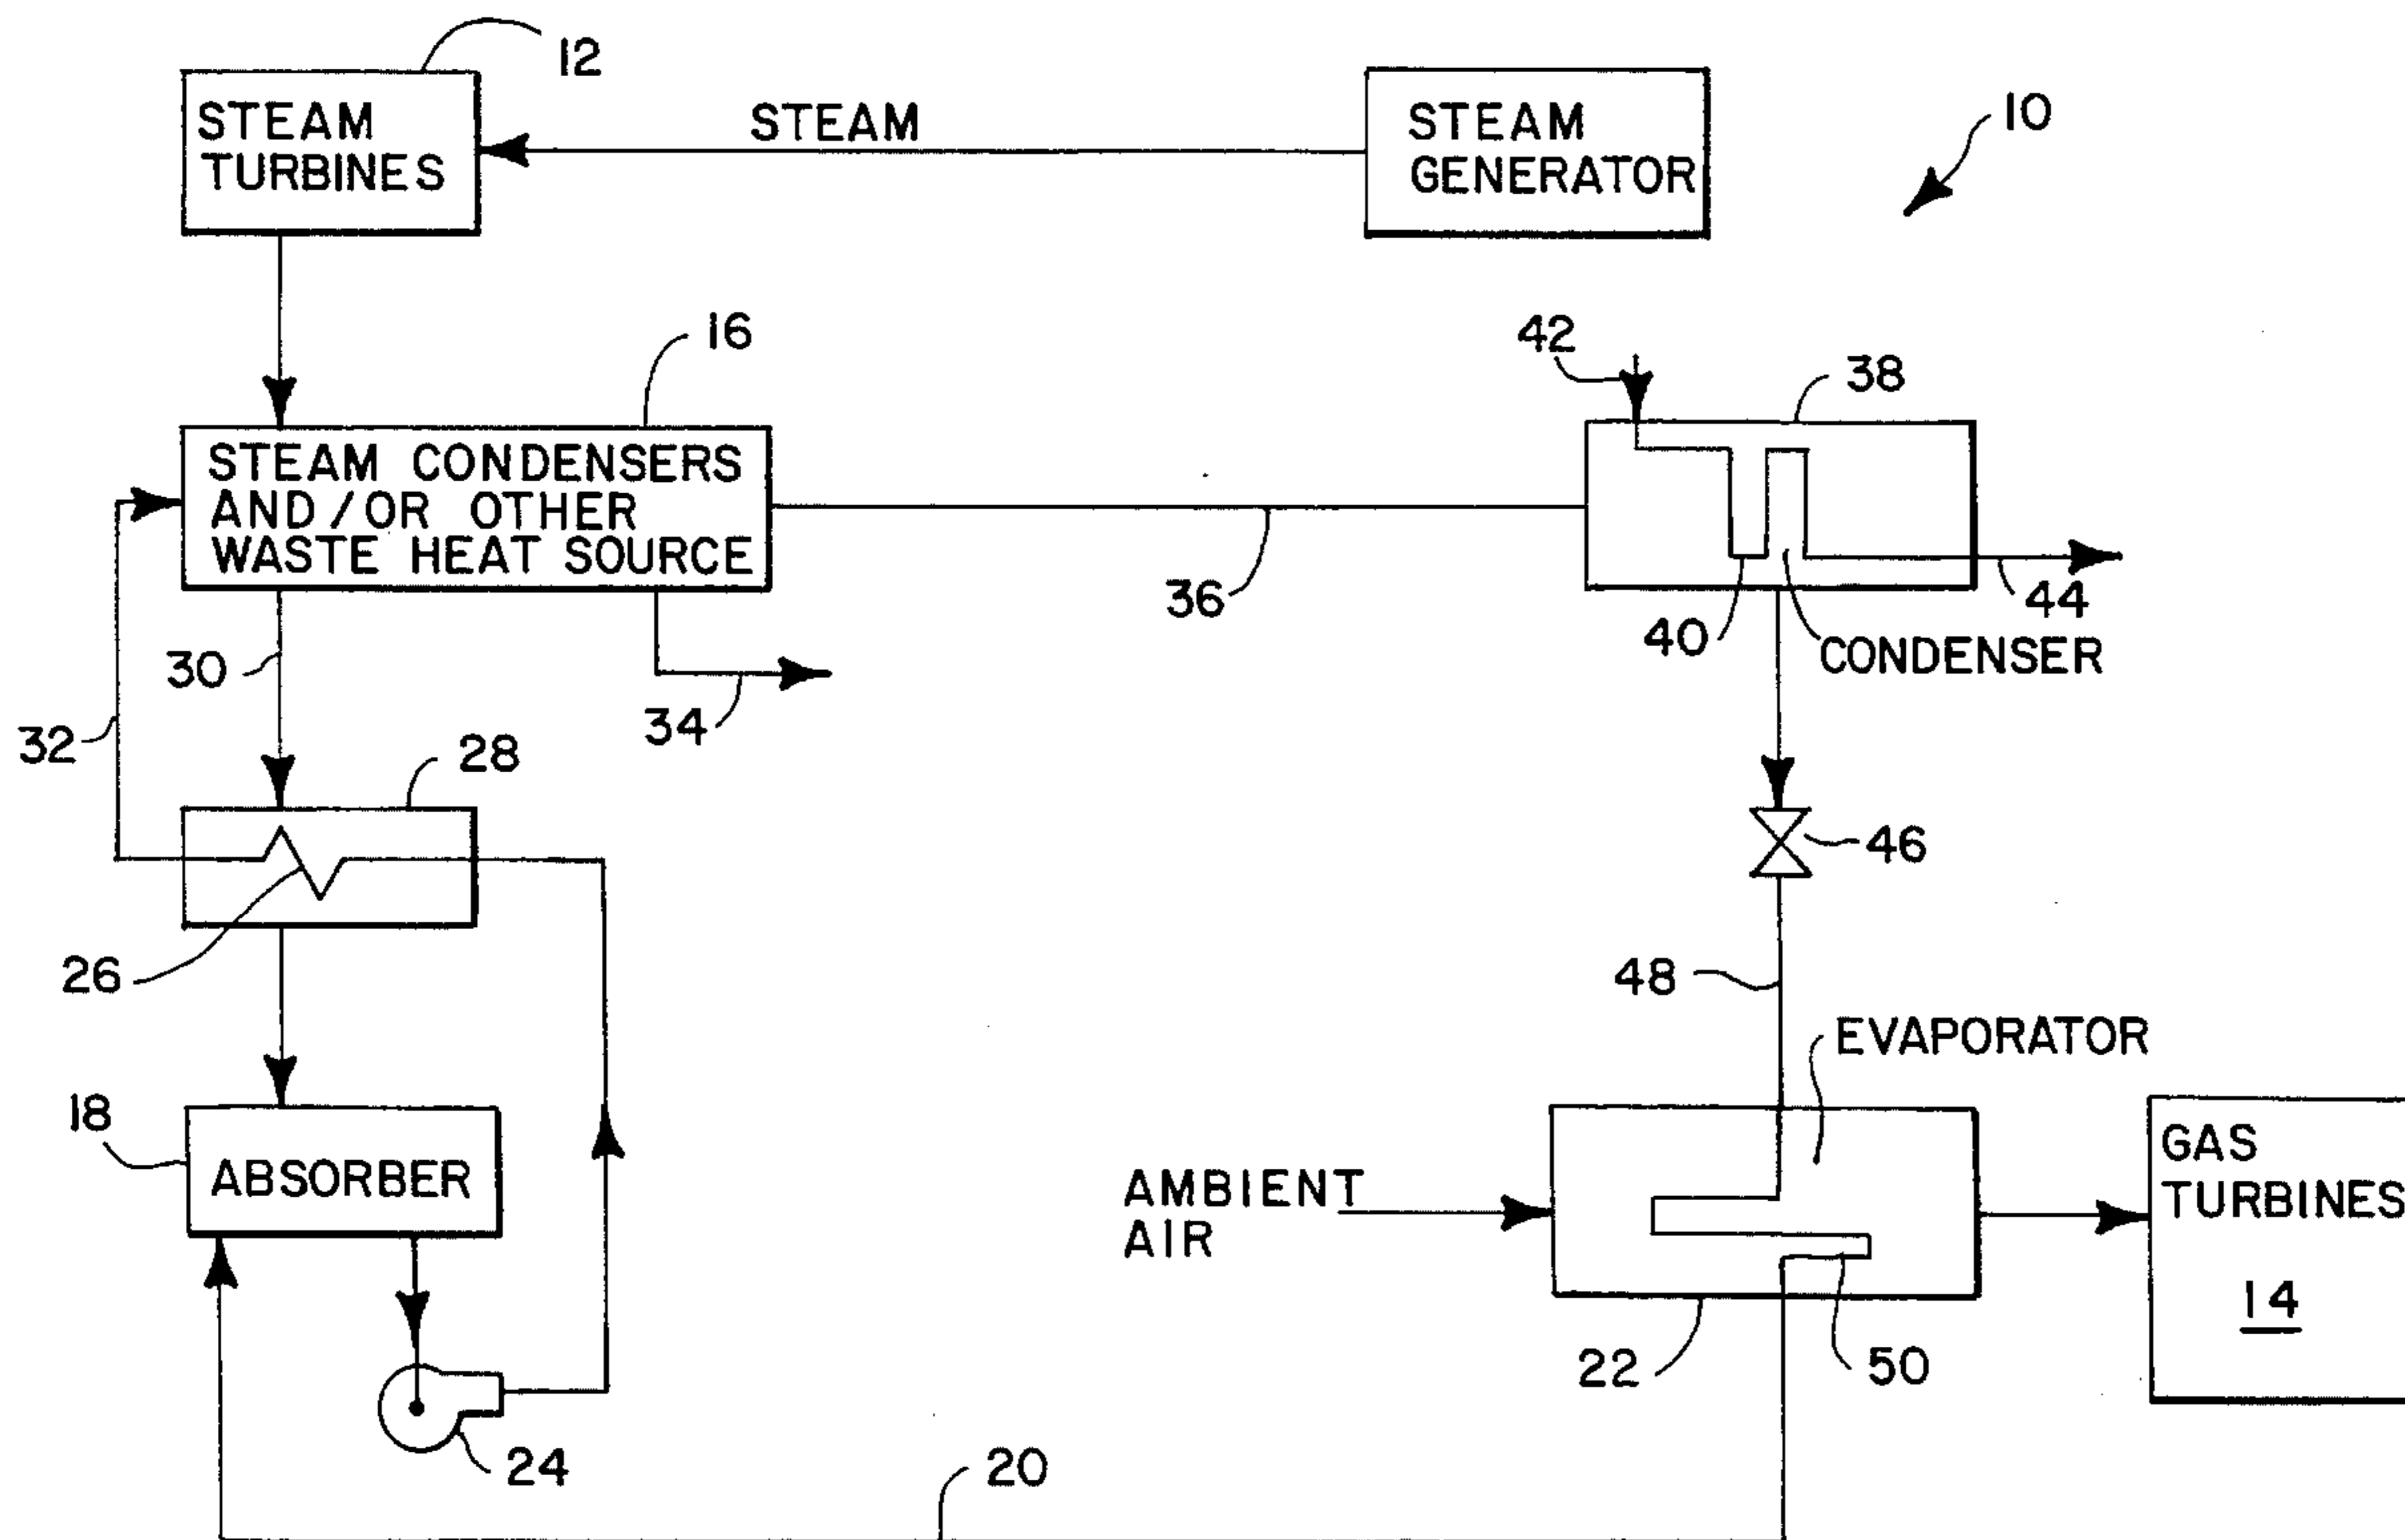 12
STEAM
TURBINES
STEAM
STEAM
GENERATOR
10
16
STEAM CONDENSERS
AND/OR OTHER
WASTE HEAT SOURCE
42
38
36
40
44
CONDENSER
30
34
32
28
46
26
48
EVAPORATOR
18
ABSORBER
AMBIENT
AIR
GAS
TURBINES
14
22
50
24
20